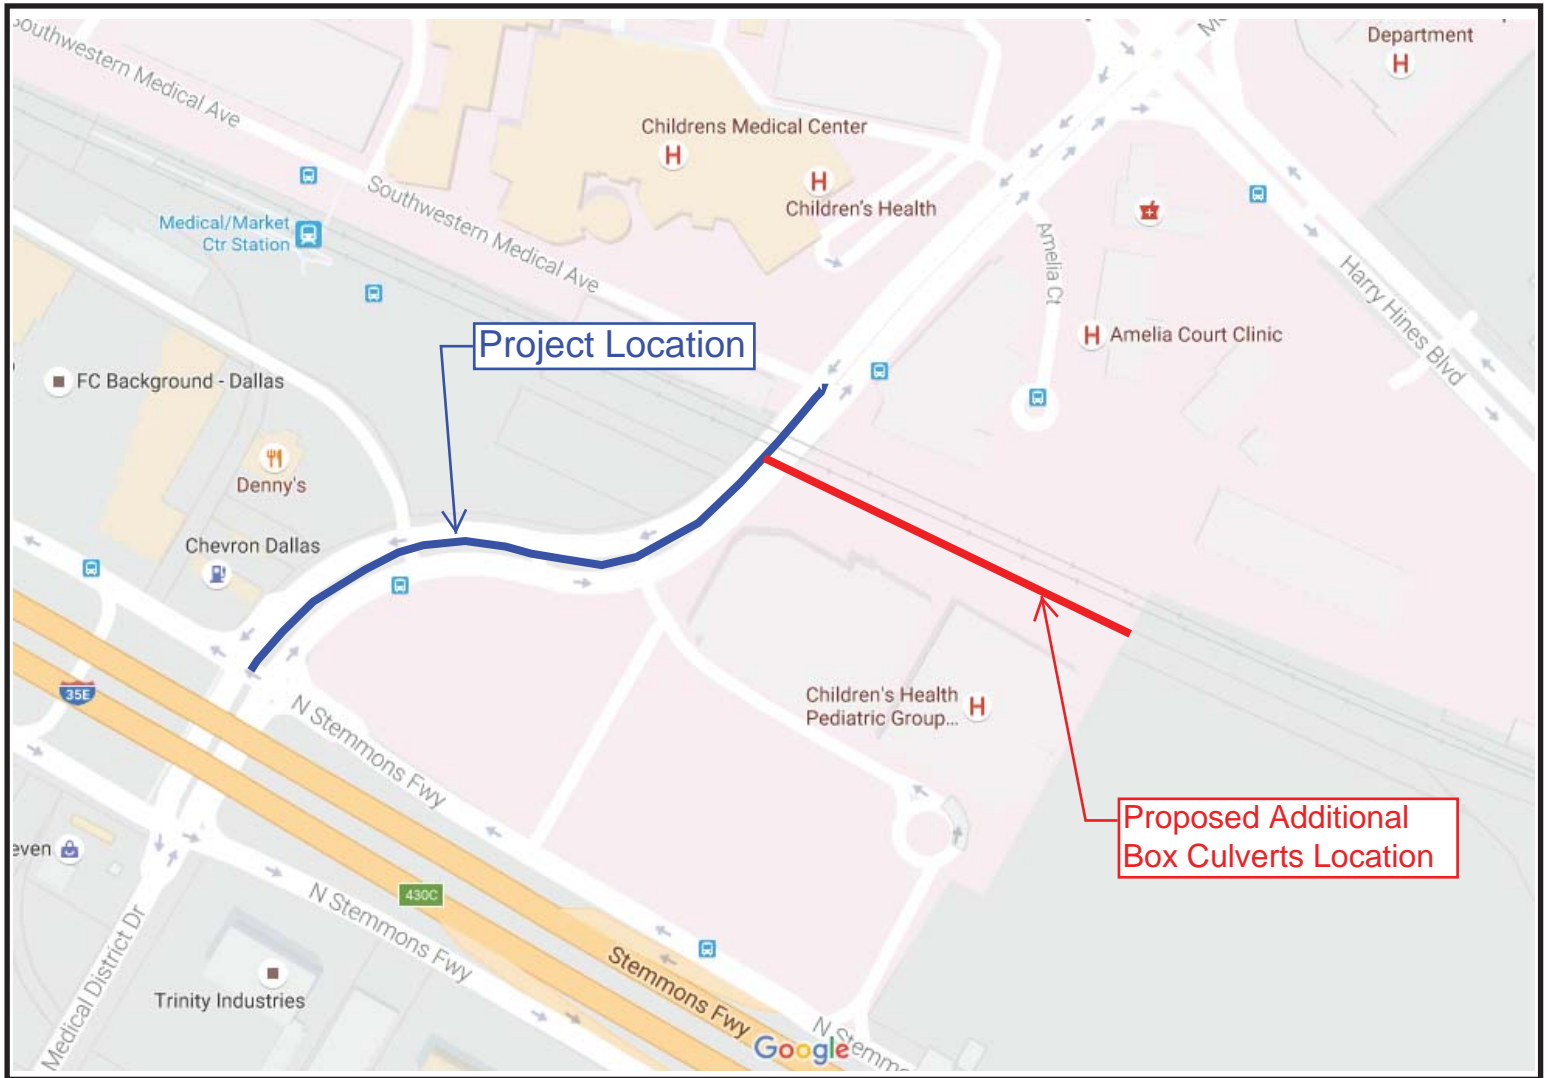 Department
H
Southwestern Medical Ave
Childrens Medical Center
H
H
Children's Health
Southwestern Medical Ave
Medical/Market
Ctr Station
Amelia Ct
Harry Hines Blvd
H Amelia Court Clinic
Project Location
FC Background - Dallas
Denny's
Chevron Dallas
35E
N Stemmons Fwy
Children's Health
Pediatric Group...
H
Proposed Additional
Box Culverts Location
even
430C
N Stemmons Fwy
Medical District Dr
Trinity Industries
Stemmons Fwy
N Stemmo
Google